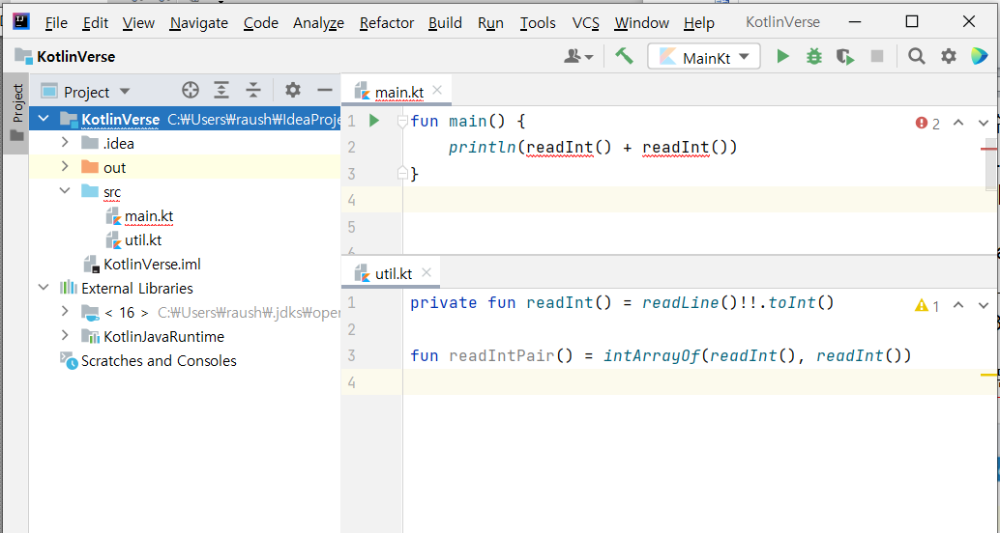 File Edit View Navigate Code Analyze Refactor Build Run Tools VCS Window Help KotlinVerse
KotlinVerse
MainKt
Project
Project
KotlinVerse C:₩Users₩raush₩IdeaProje
.idea
out
src
main.kt
util.kt
KotlinVerse.iml
External Libraries
< 16 > C:₩Users₩raush₩.jdks₩oper
KotlinJavaRuntime
Scratches and Consoles
main.kt
1 fun main() {
2 println(readInt() + readInt())
3 }
4
5
6
2
util.kt
1 private fun readInt() = readLine()!!.toInt()
2
3 fun readIntPair() = intArrayOf(readInt(), readInt())
4
1